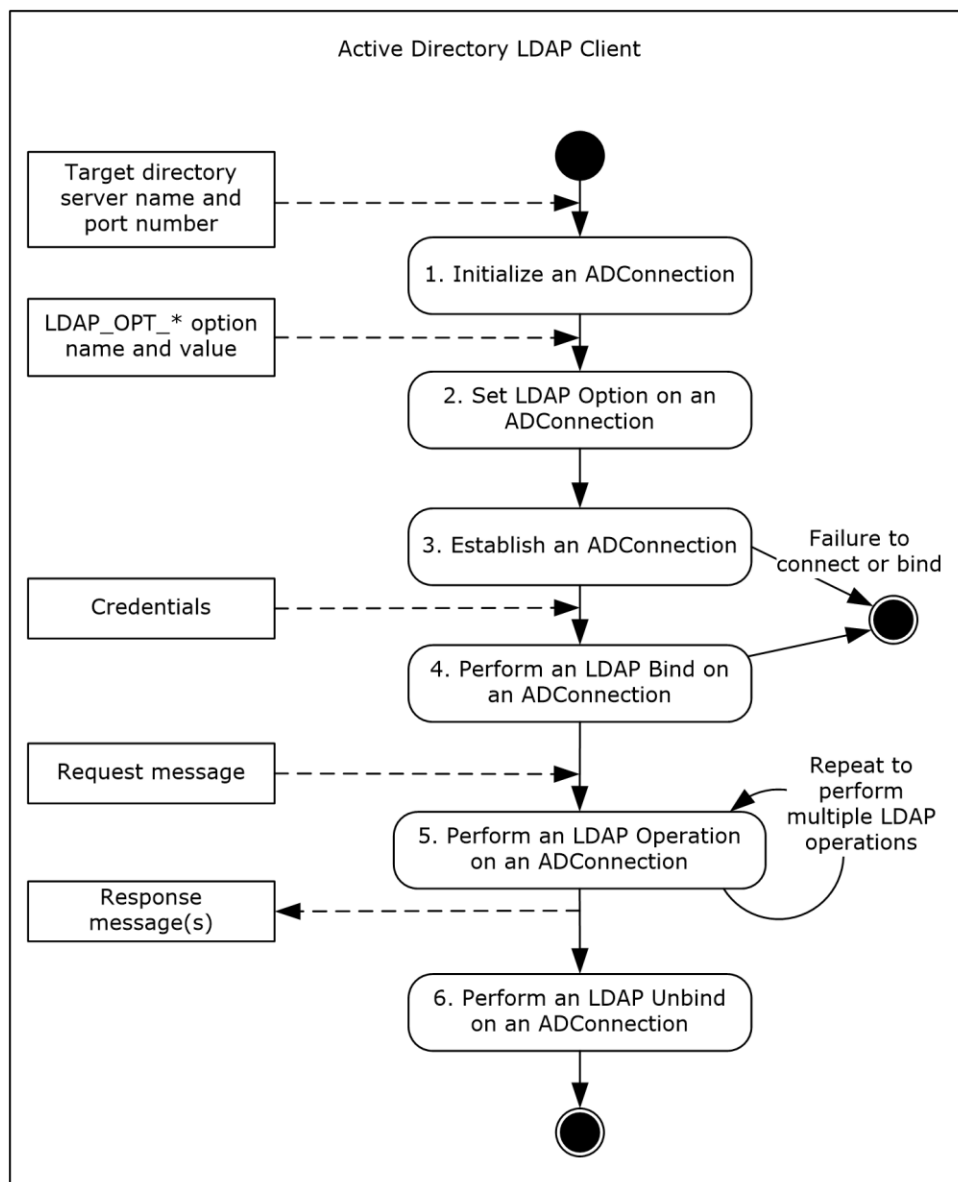 Active Directory LDAP Client
Target directory
server name and
port number
1. Initialize an ADConnection
LDAP_OPT_* option
name and value
2. Set LDAP Option on an
ADConnection
3. Establish an ADConnection
Failure to
connect or bind
Credentials
4. Perform an LDAP Bind on
an ADConnection
Request message
Repeat to
perform
multiple LDAP
operations
5. Perform an LDAP Operation
on an ADConnection
Response
message(s)
6. Perform an LDAP Unbind
on an ADConnection